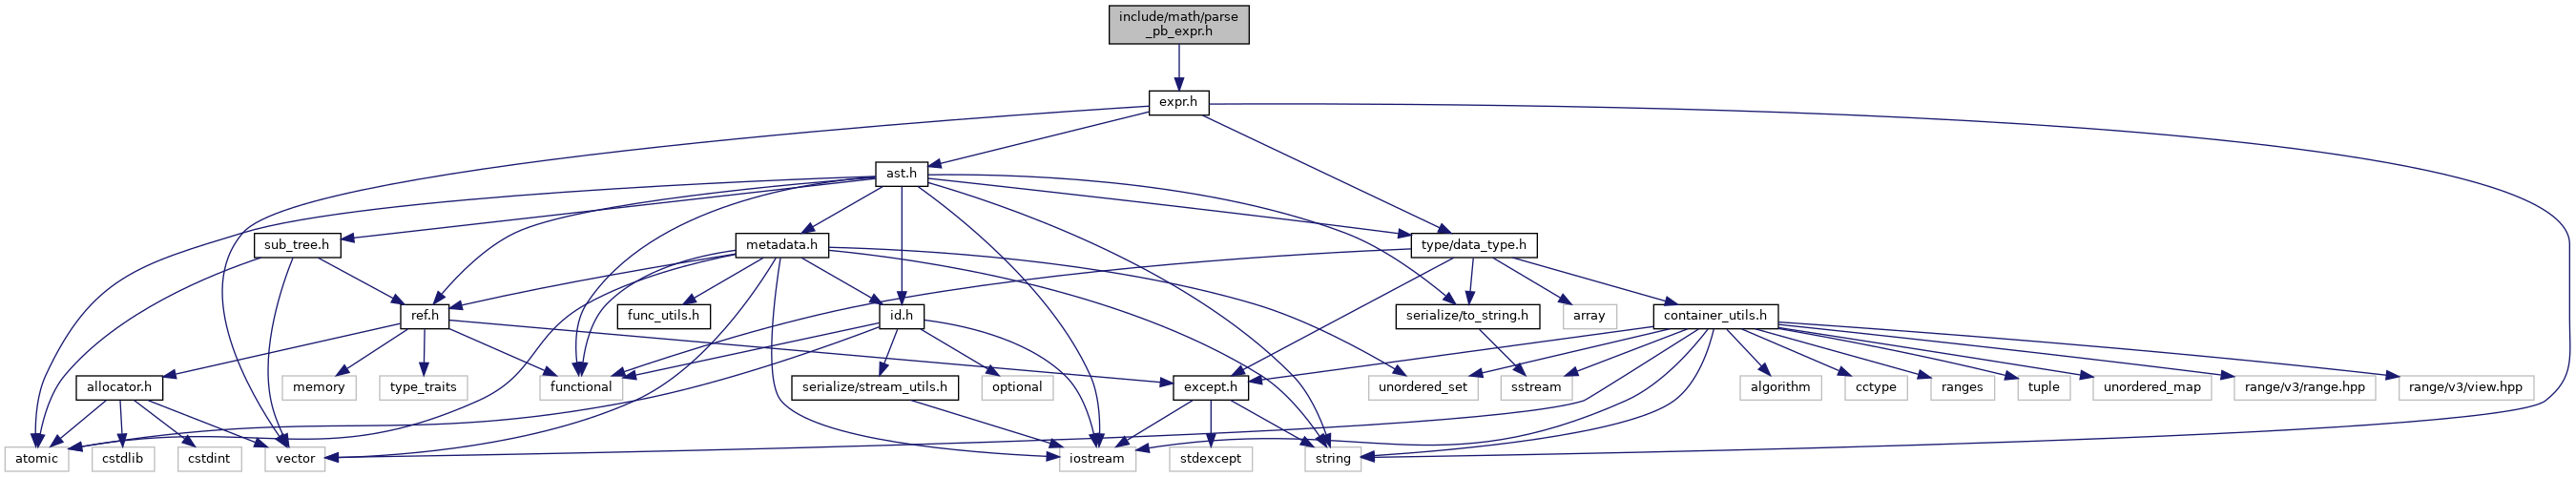 include/math/parse
_pb_expr.h
expr.h
ast.h
sub_tree.h
metadata.h
type/data_type.h
ref.h
func_utils.h
id.h
serialize/to_string.h
array
container_utils.h
allocator.h
memory
type_traits
functional
serialize/stream_utils.h
optional
except.h
unordered_set
sstream
algorithm
cctype
ranges
tuple
unordered_map
range/v3/range.hpp
range/v3/view.hpp
atomic
cstdlib
cstdint
vector
iostream
stdexcept
string